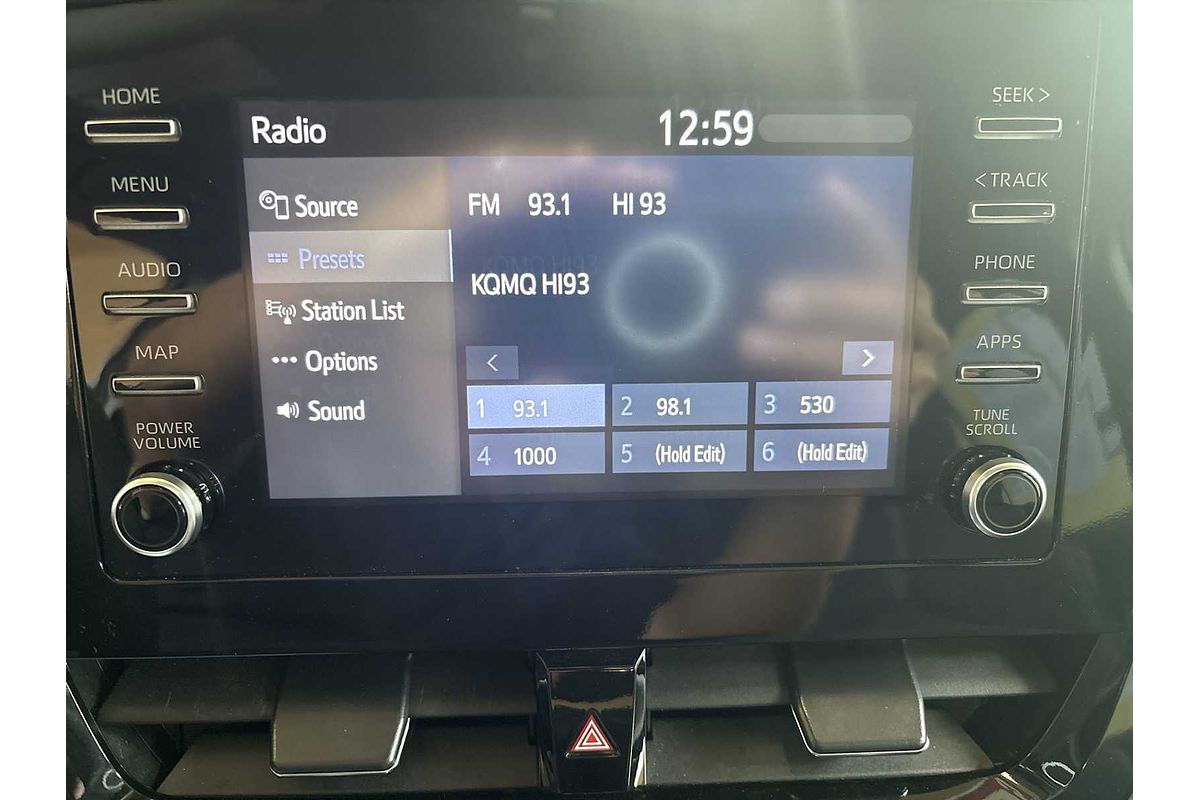 HOME
MENU
AUDIO
MAP
POWER
VOLUME
Radio 12:59
Source
Presets
Station List
Options
Sound
FM 93.1 HI 93
KQMQ HI93
< >
1 93.1 2 98.1 3 530
4 1000 5 (Hold Edit) 6 (Hold Edit)
SEEK >
< TRACK
PHONE
APPS
TUNE
SCROLL